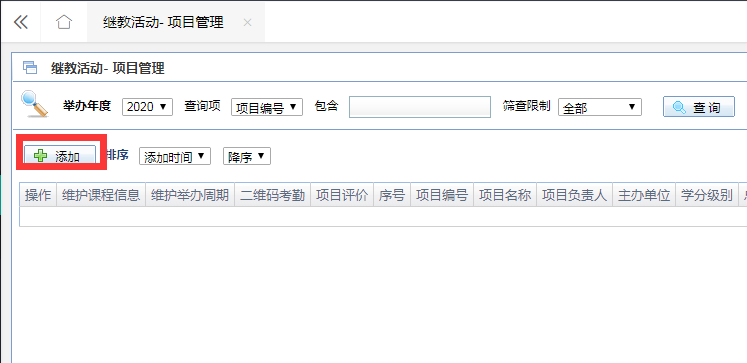 继教活动- 项目管理 ×
继教活动- 项目管理
举办年度 2020 查询项 项目编号 包含 筛查限制 全部 查 询
添加 排序 添加时间 降序
操作 维护课程信息 维护举办周期 二维码考勤 项目评价 序号 项目编号 项目名称 项目负责人 主办单位 学分级别